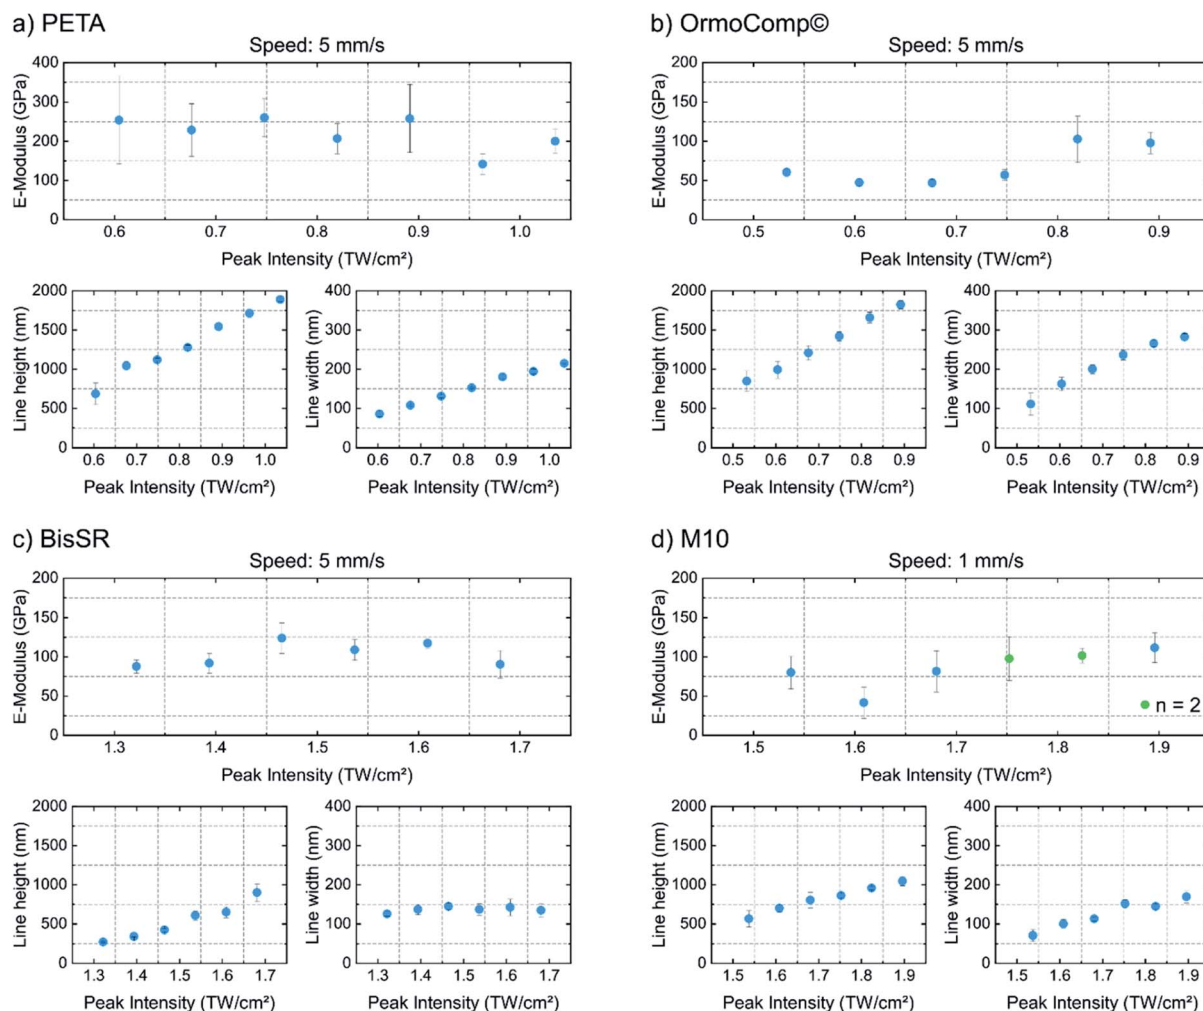 a) PETA
Speed: 5 mm/s
E-Modulus (GPa)
400
300
200
100
0
0.6 0.7 0.8 0.9 1.0
Peak Intensity (TW/cm²)
Line height (nm)
2000
1500
1000
500
0
0.6 0.7 0.8 0.9 1.0
Peak Intensity (TW/cm²)
Line width (nm)
400
300
200
100
0
0.6 0.7 0.8 0.9 1.0
Peak Intensity (TW/cm²)
b) OrmoComp©
Speed: 5 mm/s
E-Modulus (GPa)
200
150
100
50
0
0.5 0.6 0.7 0.8 0.9
Peak Intensity (TW/cm²)
Line height (nm)
2000
1500
1000
500
0
0.5 0.6 0.7 0.8 0.9
Peak Intensity (TW/cm²)
Line width (nm)
400
300
200
100
0
0.5 0.6 0.7 0.8 0.9
Peak Intensity (TW/cm²)
c) BisSR
Speed: 5 mm/s
E-Modulus (GPa)
200
150
100
50
0
1.3 1.4 1.5 1.6 1.7
Peak Intensity (TW/cm²)
Line height (nm)
2000
1500
1000
500
0
1.3 1.4 1.5 1.6 1.7
Peak Intensity (TW/cm²)
Line width (nm)
400
300
200
100
0
1.3 1.4 1.5 1.6 1.7
Peak Intensity (TW/cm²)
d) M10
Speed: 1 mm/s
E-Modulus (GPa)
200
150
100
50
0
n = 2
1.5 1.6 1.7 1.8 1.9
Peak Intensity (TW/cm²)
Line height (nm)
2000
1500
1000
500
0
1.5 1.6 1.7 1.8 1.9
Peak Intensity (TW/cm²)
Line width (nm)
400
300
200
100
0
1.5 1.6 1.7 1.8 1.9
Peak Intensity (TW/cm²)